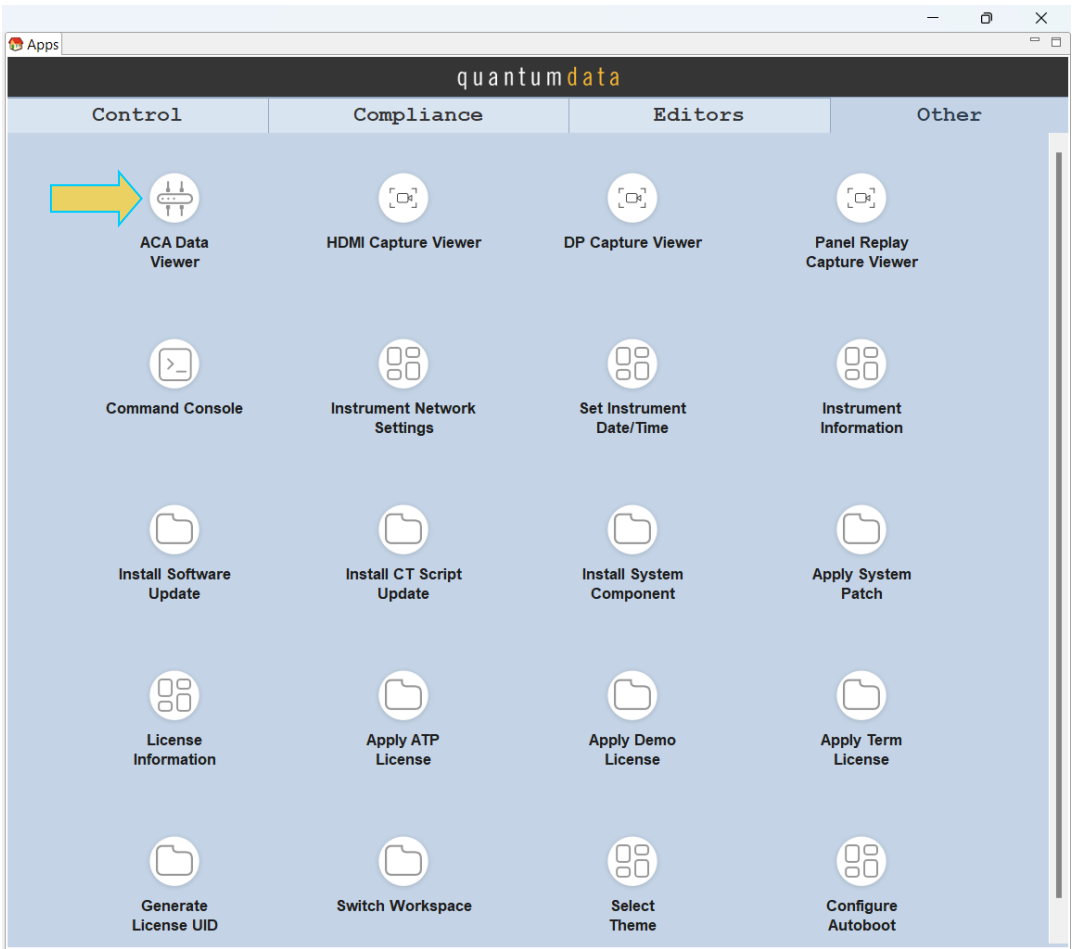 Apps
quantumdata
Control
Compliance
Editors
Other
ACA Data
Viewer
HDMI Capture Viewer
DP Capture Viewer
Panel Replay
Capture Viewer
Command Console
Instrument Network
Settings
Set Instrument
Date/Time
Instrument
Information
Install Software
Update
Install CT Script
Update
Install System
Component
Apply System
Patch
License
Information
Apply ATP
License
Apply Demo
License
Apply Term
License
Generate
License UID
Switch Workspace
Select
Theme
Configure
Autoboot